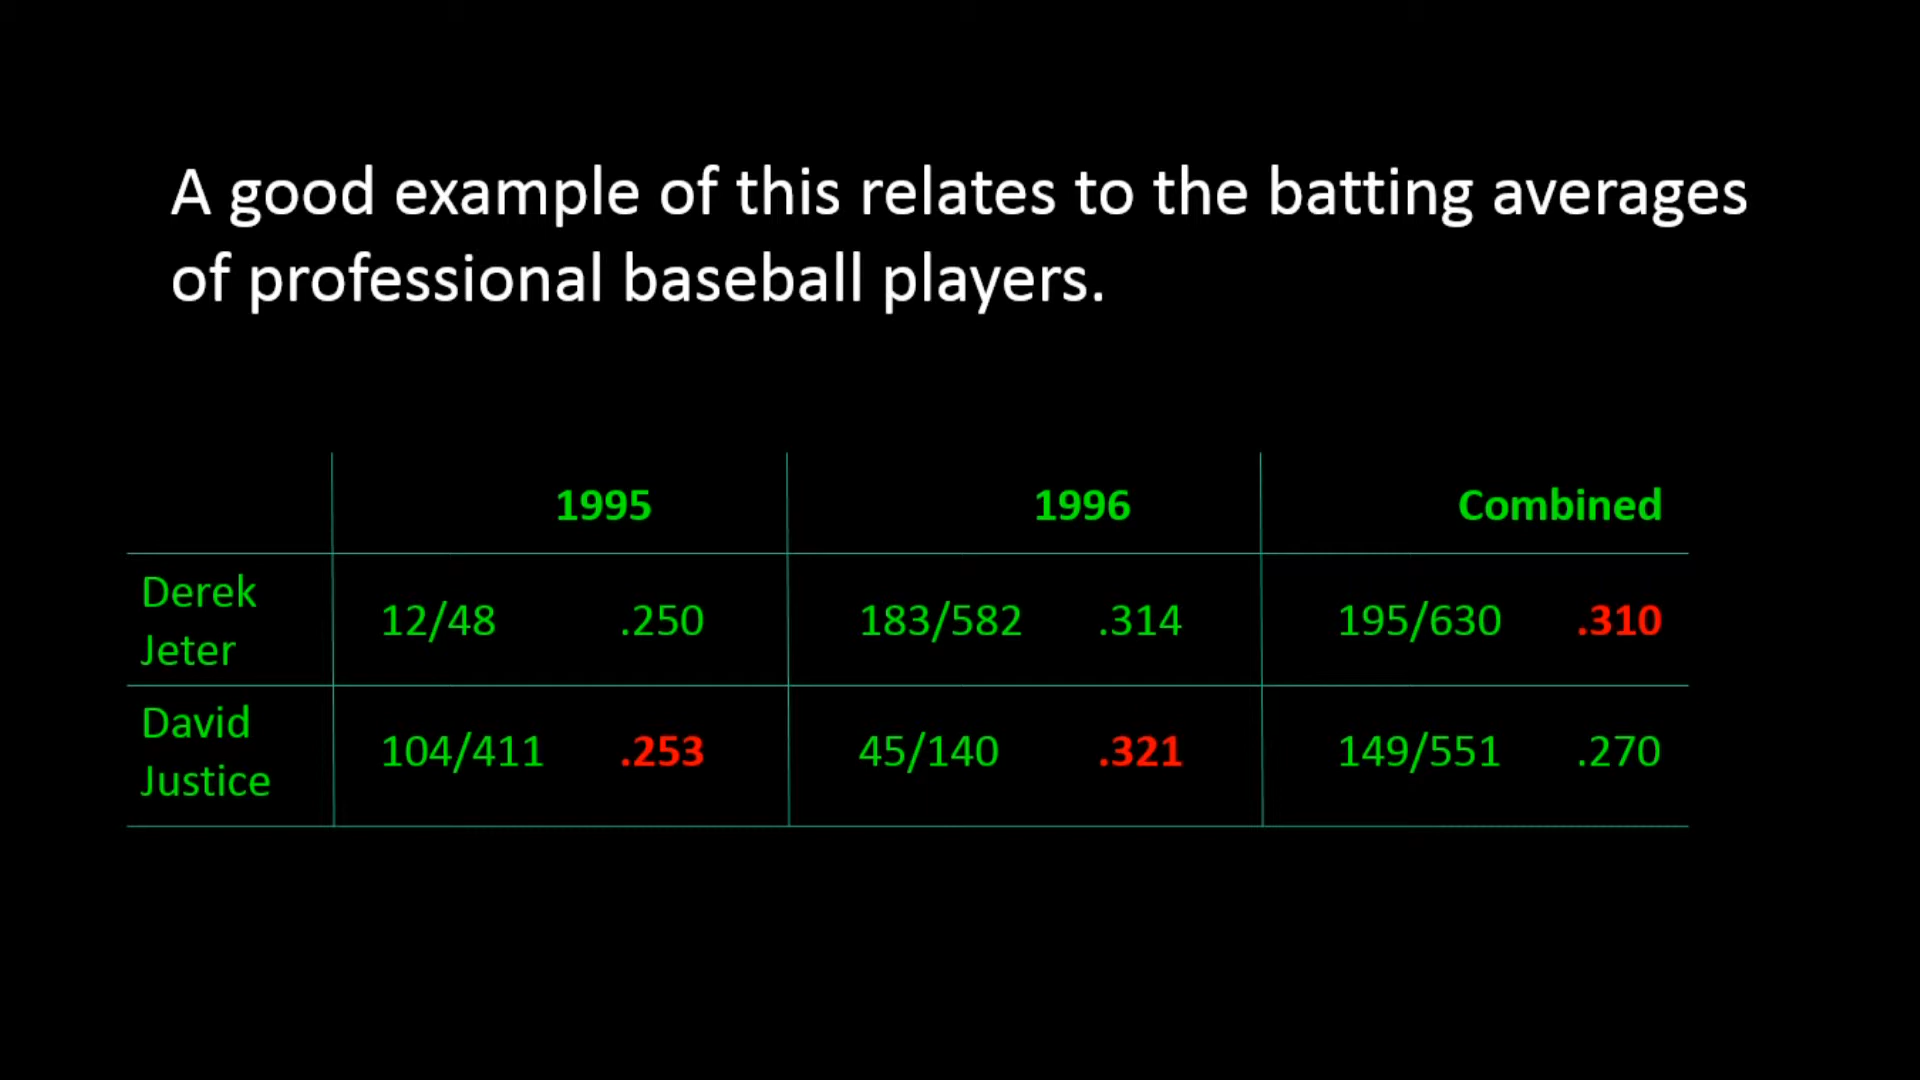 A good example of this relates to the batting averages
of professional baseball players.
1995 1996 Combined
Derek
Jeter
12/48 .250 183/582 .314 195/630 .310
David
Justice
104/411 .253 45/140 .321 149/551 .270